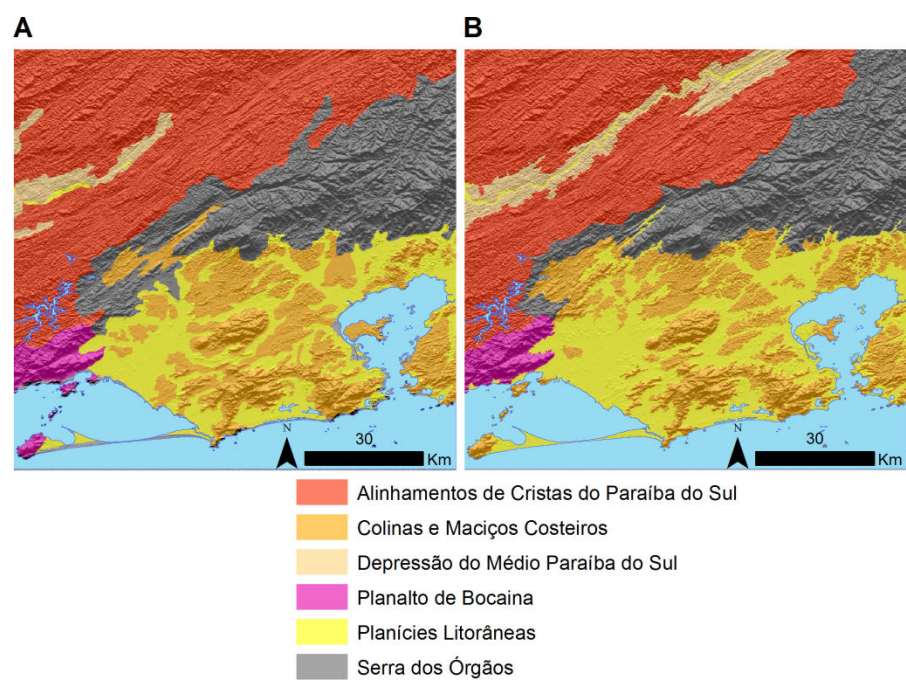 A
B
N
30
Km
N
30
Km
Alinhamentos de Cristas do Paraíba do Sul
Colinas e Maciços Costeiros
Depressão do Médio Paraíba do Sul
Planalto de Bocaina
Planícies Litorâneas
Serra dos Órgãos